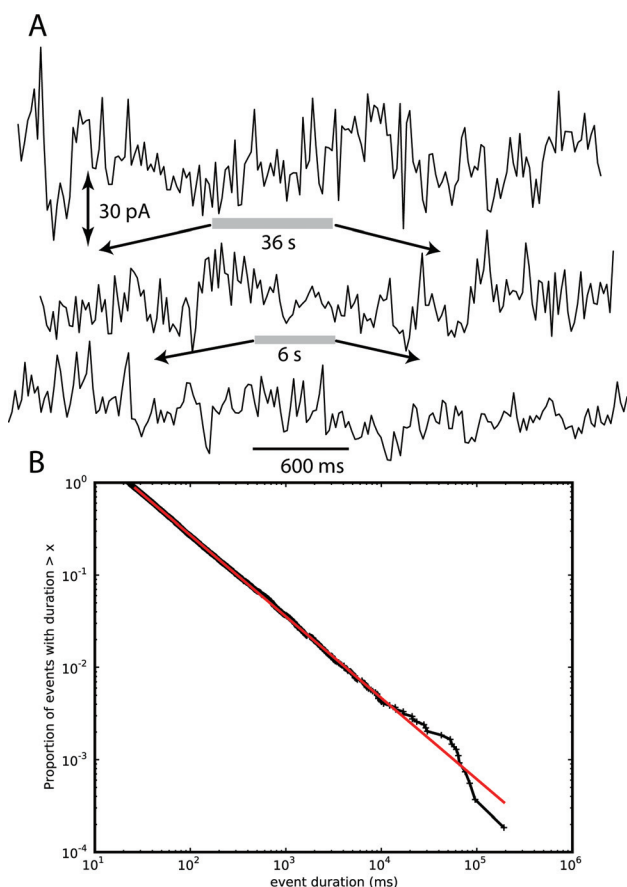 A
30 pA
36 s
6 s
600 ms
B
Proportion of events with duration > x
10^0
10^-1
10^-2
10^-3
10^-4
10^1 10^2 10^3 10^4 10^5 10^6
event duration (ms)